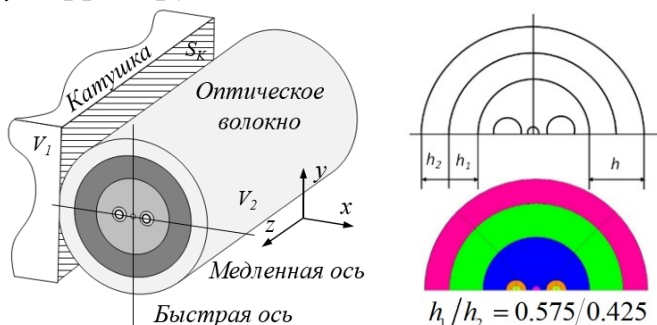 Катушка
S_K
Оптическое
волокно
V_1
V_2
y
x
z
Медленная ось
Быстрая ось
h_2
h_1
h
h_1/h_2 = 0.575/0.425